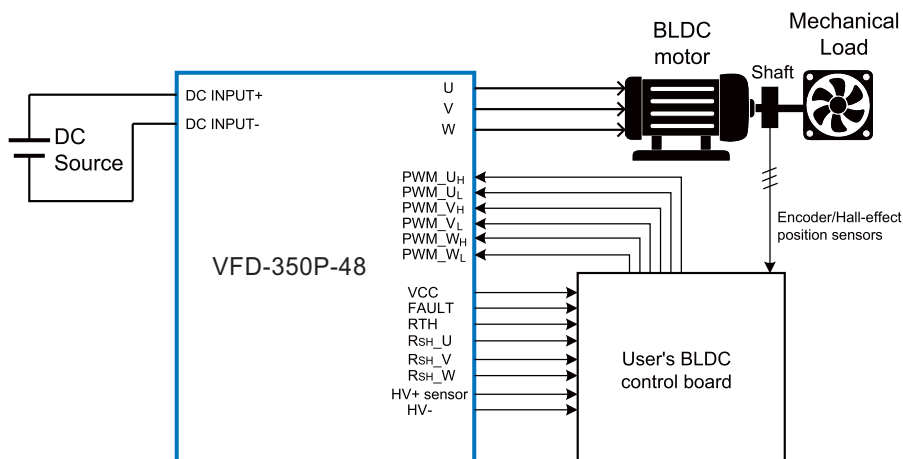 BLDC
motor
Mechanical
Load
Shaft
DC INPUT+
DC INPUT-
DC
Source
U
V
W
PWM_UH
PWM_UL
PWM_VH
PWM_VL
PWM_WH
PWM_WL
Encoder/Hall-effect
position sensors
VFD-350P-48
VCC
FAULT
RTH
RSH_U
RSH_V
RSH_W
HV+ sensor
HV-
User's BLDC
control board